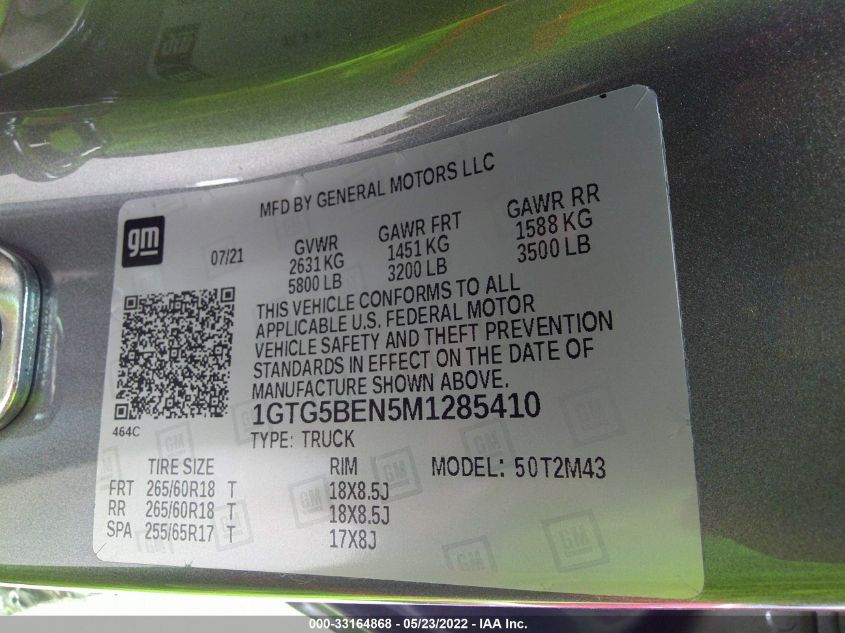 MFD BY GENERAL MOTORS LLC
gm
07/21
GVWR
2631 KG
5800 LB
GAWR FRT
1451 KG
3200 LB
GAWR RR
1588 KG
3500 LB
THIS VEHICLE CONFORMS TO ALL
APPLICABLE U.S. FEDERAL MOTOR
VEHICLE SAFETY AND THEFT PREVENTION
STANDARDS IN EFFECT ON THE DATE OF
MANUFACTURE SHOWN ABOVE.
464C
1GTG5BEN5M1285410
TYPE: TRUCK
TIRE SIZE RIM MODEL: 50T2M43
FRT 265/60R18 T 18X8.5J
RR 265/60R18 T 18X8.5J
SPA 255/65R17 T 17X8J
000-33164868 - 05/23/2022 - IAA Inc.